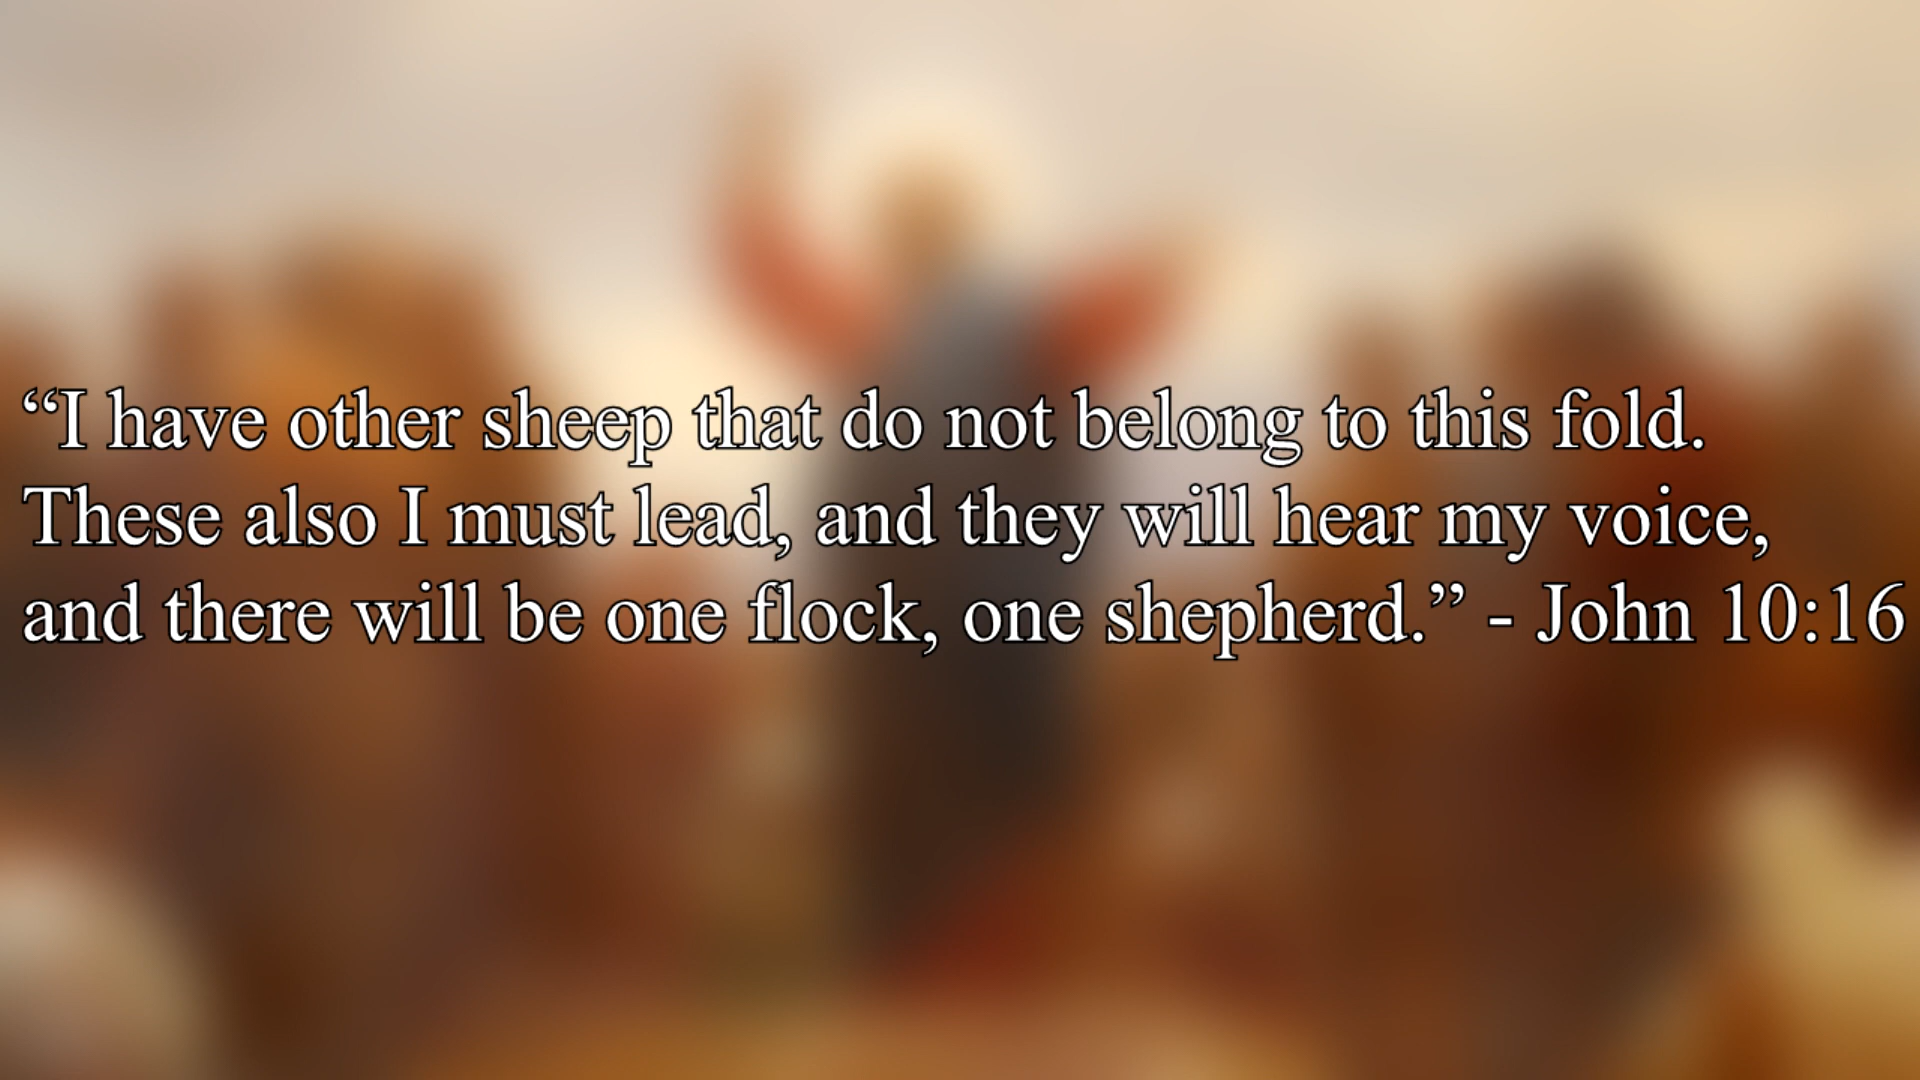 “I have other sheep that do not belong to this fold.
These also I must lead, and they will hear my voice,
and there will be one flock, one shepherd.” - John 10:16